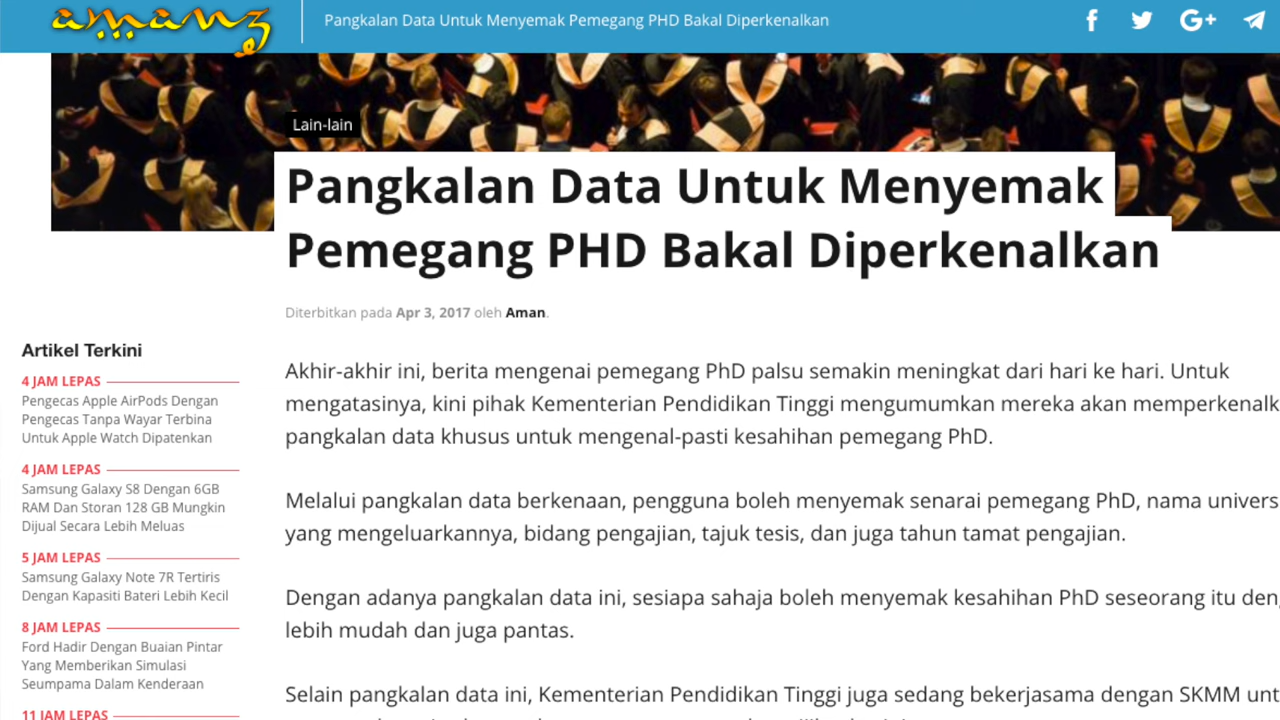 amanz
Pangkalan Data Untuk Menyemak Pemegang PHD Bakal Diperkenalkan
Lain-lain
Pangkalan Data Untuk Menyemak
Pemegang PHD Bakal Diperkenalkan
Diterbitkan pada Apr 3, 2017 oleh Aman.
Artikel Terkini
4 JAM LEPAS
Pengecas Apple AirPods Dengan
Pengecas Tanpa Wayar Terbina
Untuk Apple Watch Dipatenkan
4 JAM LEPAS
Samsung Galaxy S8 Dengan 6GB
RAM Dan Storan 128 GB Mungkin
Dijual Secara Lebih Meluas
5 JAM LEPAS
Samsung Galaxy Note 7R Tertiris
Dengan Kapasiti Bateri Lebih Kecil
8 JAM LEPAS
Ford Hadir Dengan Buaian Pintar
Yang Memberikan Simulasi
Seumpama Dalam Kenderaan
11 JAM LEPAS
Akhir-akhir ini, berita mengenai pemegang PhD palsu semakin meningkat dari hari ke hari. Untuk
mengatasinya, kini pihak Kementerian Pendidikan Tinggi mengumumkan mereka akan memperkenalk
pangkalan data khusus untuk mengenal-pasti kesahihan pemegang PhD.
Melalui pangkalan data berkenaan, pengguna boleh menyemak senarai pemegang PhD, nama univers
yang mengeluarkannya, bidang pengajian, tajuk tesis, dan juga tahun tamat pengajian.
Dengan adanya pangkalan data ini, sesiapa sahaja boleh menyemak kesahihan PhD seseorang itu deng
lebih mudah dan juga pantas.
Selain pangkalan data ini, Kementerian Pendidikan Tinggi juga sedang bekerjasama dengan SKMM unt